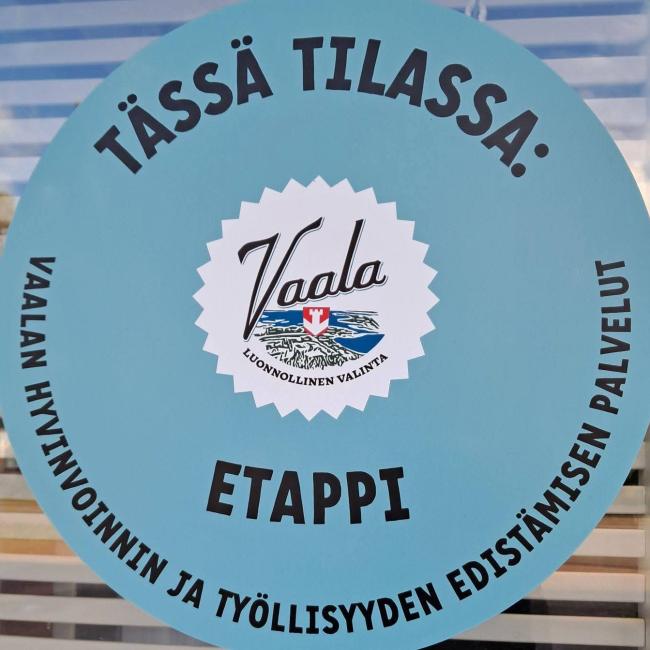 TÄSSÄ TILASSA:
Vaala
LUONNOLLINEN VALINTA
ETAPPI
VAALAN HYVINVOINNIN JA TYÖLLISYYDEN EDISTÄMISEN PALVELUT